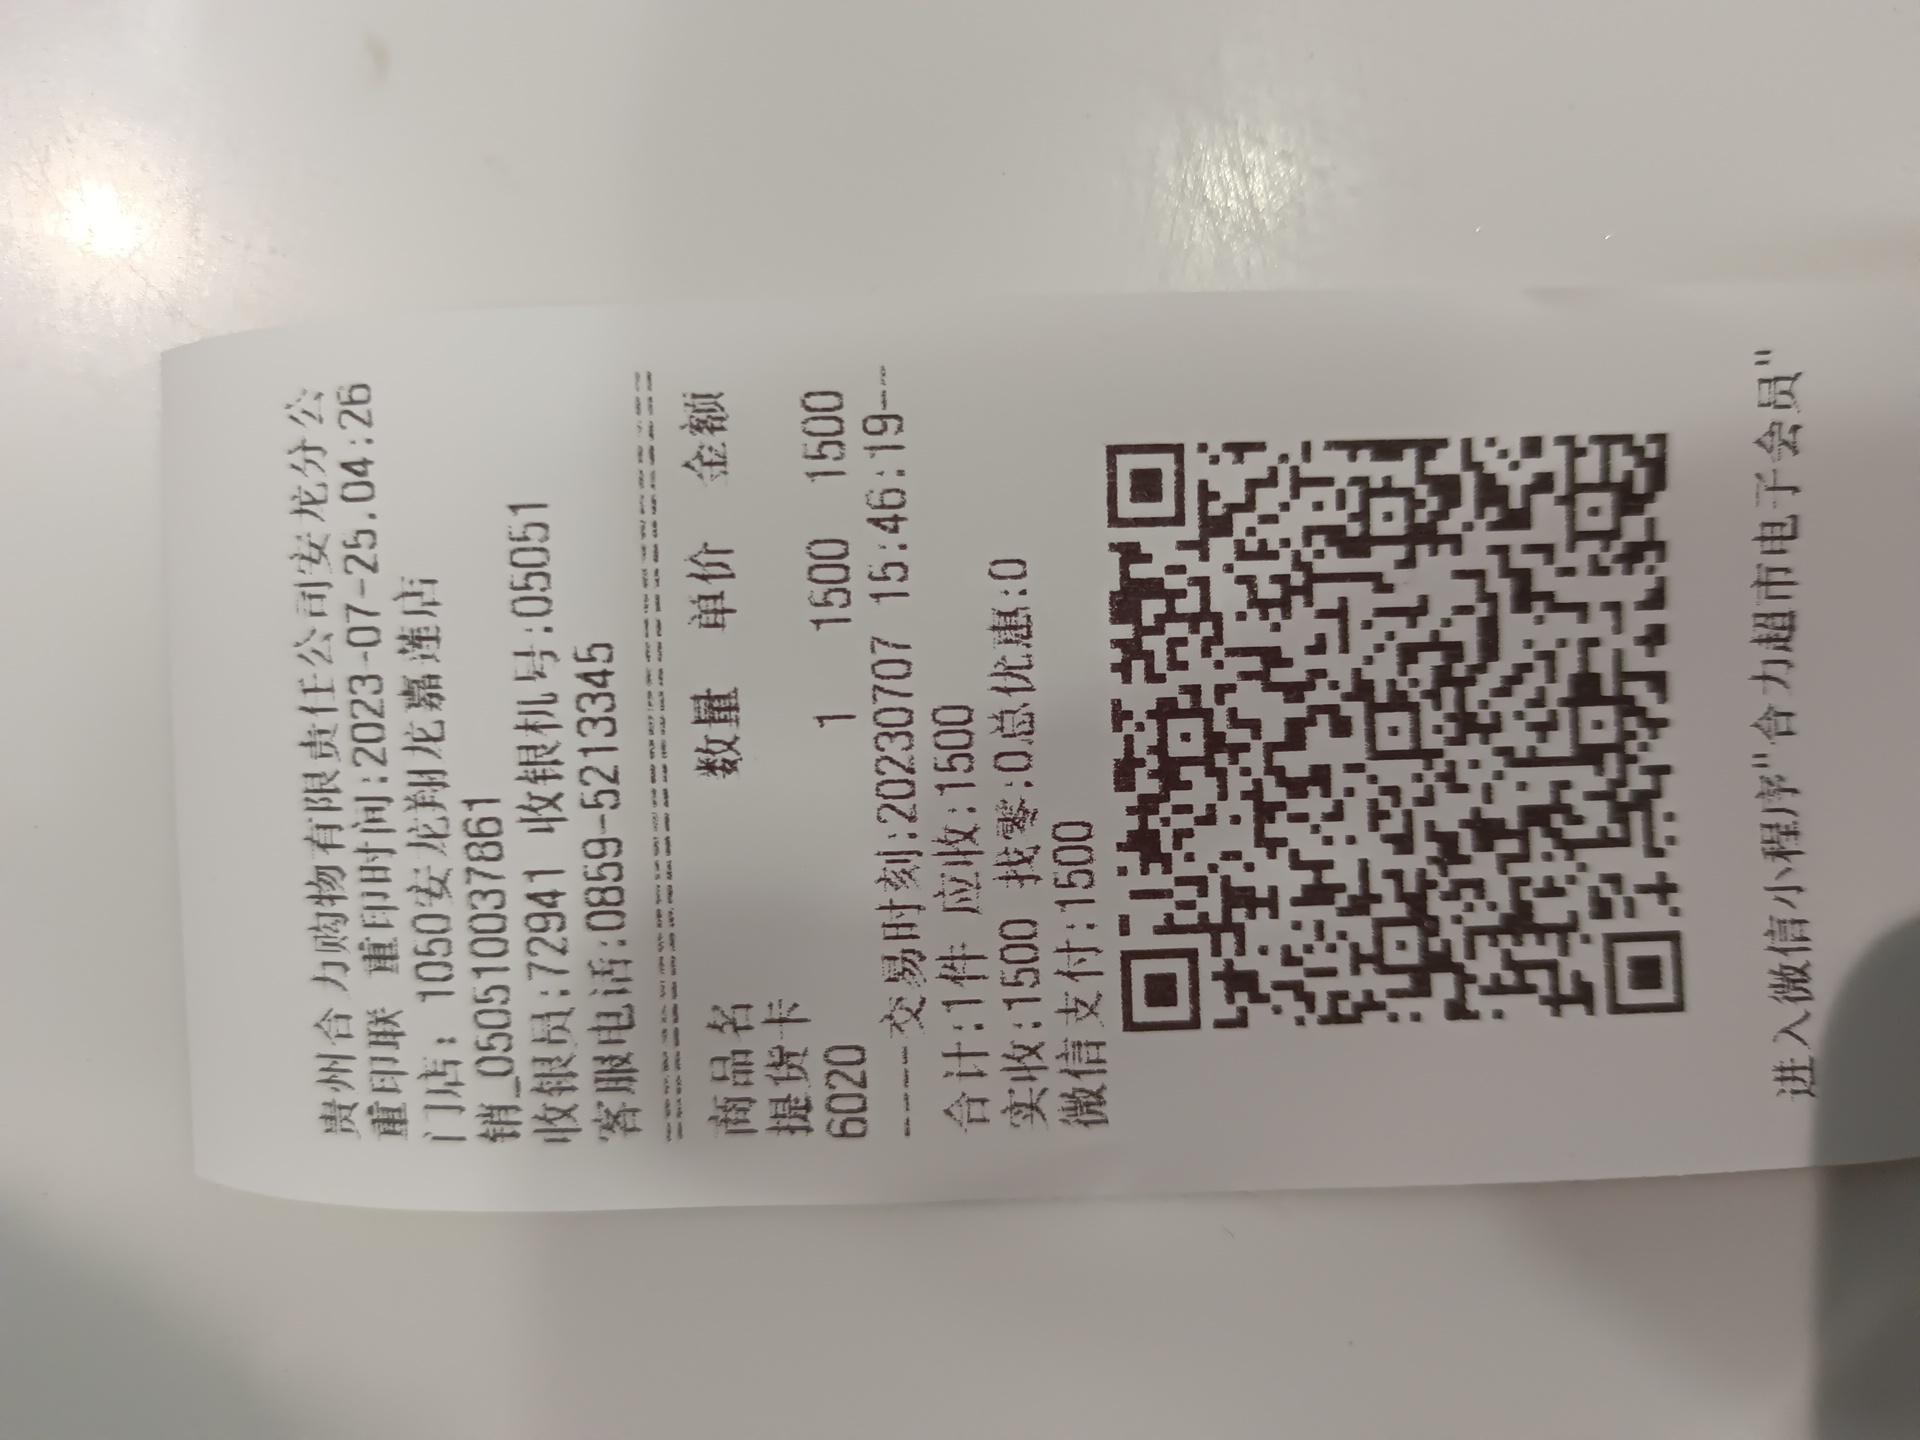 贵州合力购物有限责任公司安龙分公
重印联 重印时间:2023-07-25.04:26
门店: 1050安龙翔龙嘉莲店
销_050510037861
收银员:72941 收银机号:05051
客服电话:0859-5213345
商品名 数量 单价 金额
提货卡
6020 1 1500 1500
----交易时刻:20230707 15:46:19--
合计:1件 应收:1500
实收:1500 找零:0总优惠:0
微信支付:1500
进入微信小程序"合力超市电子会员"